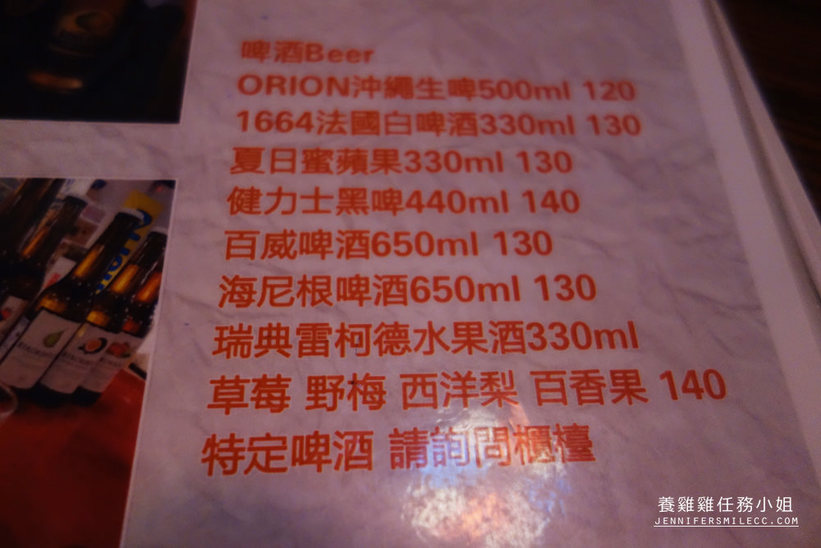 啤酒Beer
ORION沖繩生啤500ml 120
1664法國白啤酒330ml 130
夏日蜜蘋果330ml 130
健力士黑啤440ml 140
百威啤酒650ml 130
海尼根啤酒650ml 130
瑞典雷柯德水果酒330ml
草莓 野梅 西洋梨 百香果 140
特定啤酒 請詢問櫃檯
養雞雞任務小姐
JENNIFERSMILECC.COM